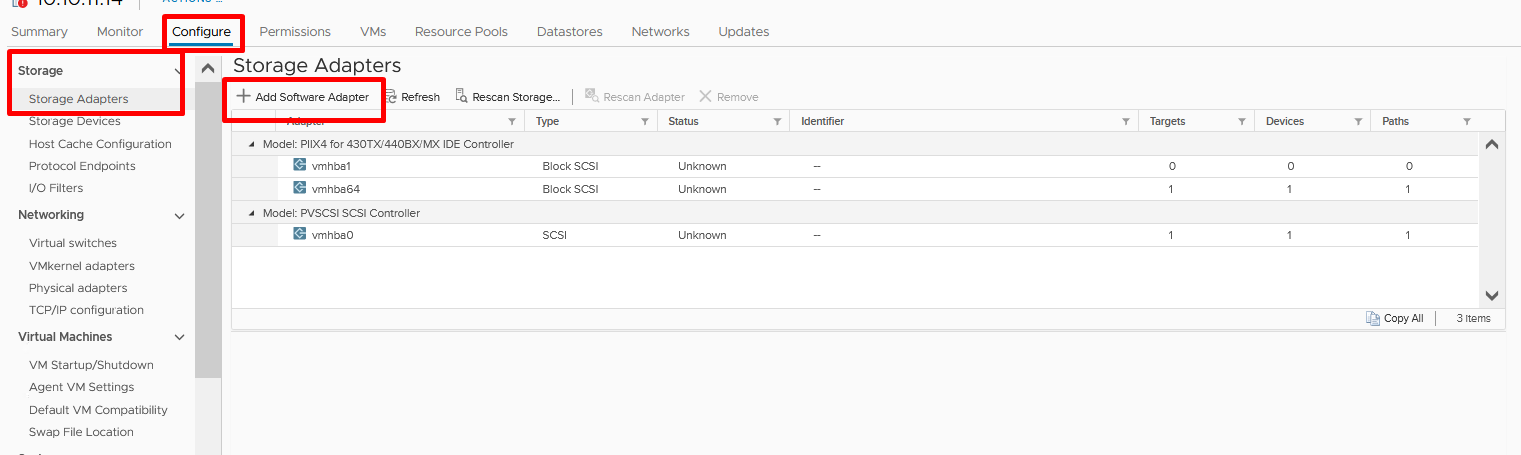 Summary Monitor Configure Permissions VMs Resource Pools Datastores Networks Updates
Storage
Storage Adapters
Storage Devices
Host Cache Configuration
Protocol Endpoints
I/O Filters
Networking
Virtual switches
VMkernel adapters
Physical adapters
TCP/IP configuration
Virtual Machines
VM Startup/Shutdown
Agent VM Settings
Default VM Compatibility
Swap File Location
Storage Adapters
Add Software Adapter Refresh Rescan Storage... Rescan Adapter Remove
Adapter Type Status Identifier Targets Devices Paths
Model: PIIX4 for 430TX/440BX/MX IDE Controller
vmhba1 Block SCSI Unknown -- 0 0 0
vmhba64 Block SCSI Unknown -- 1 1 1
Model: PVSCSI SCSI Controller
vmhba0 SCSI Unknown -- 1 1 1
Copy All 3 items